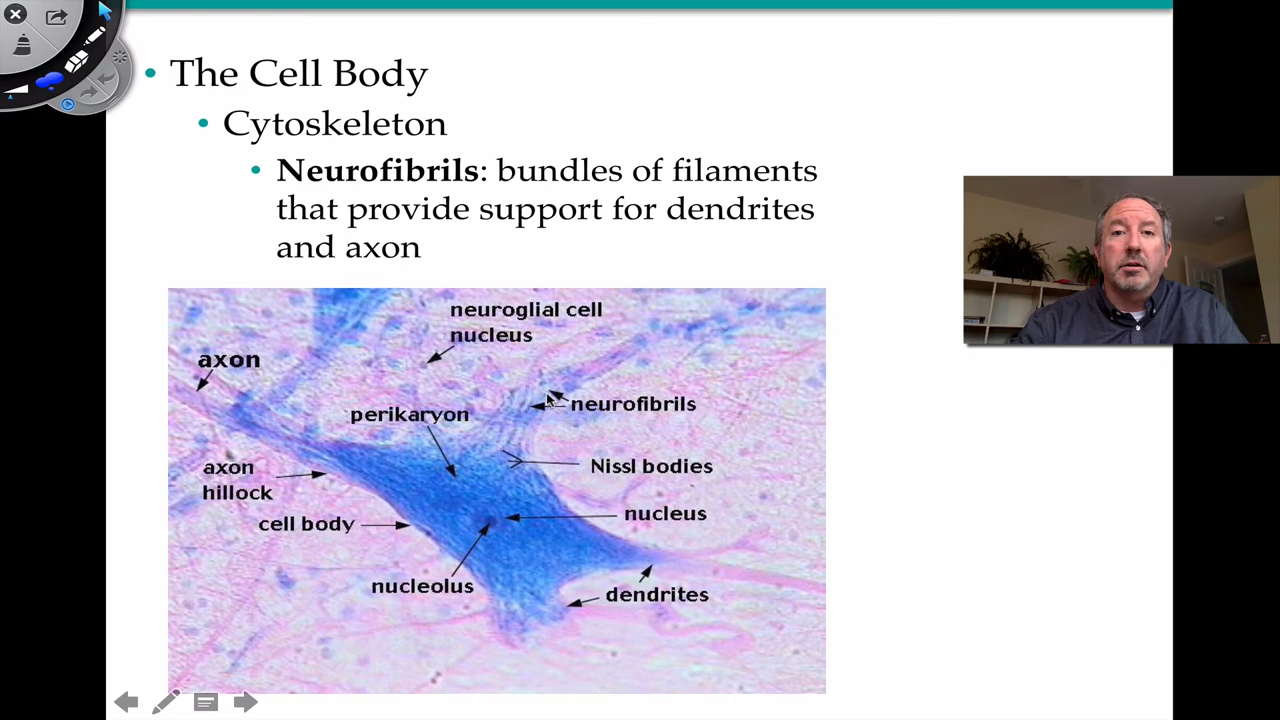 The Cell Body
Cytoskeleton
Neurofibrils: bundles of filaments
that provide support for dendrites
and axon
neuroglial cell
nucleus
axon
perikaryon
neurofibrils
axon
hillock
Nissl bodies
cell body
nucleus
nucleolus
dendrites